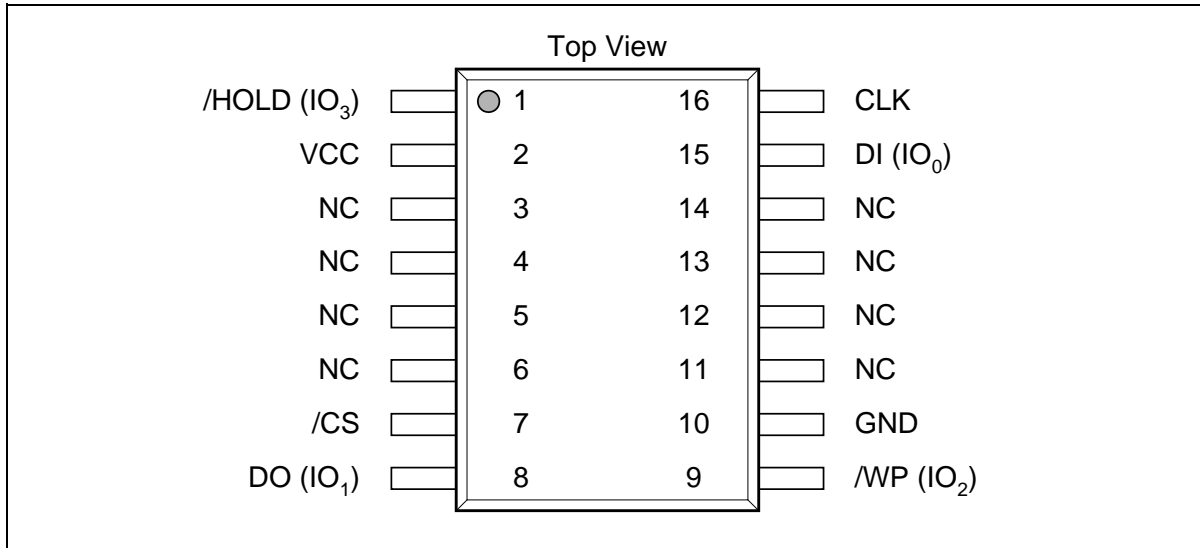 Top View
/HOLD (IO₃) 1 16 CLK
VCC 2 15 DI (IO₀)
NC 3 14 NC
NC 4 13 NC
NC 5 12 NC
NC 6 11 NC
/CS 7 10 GND
DO (IO₁) 8 9 /WP (IO₂)